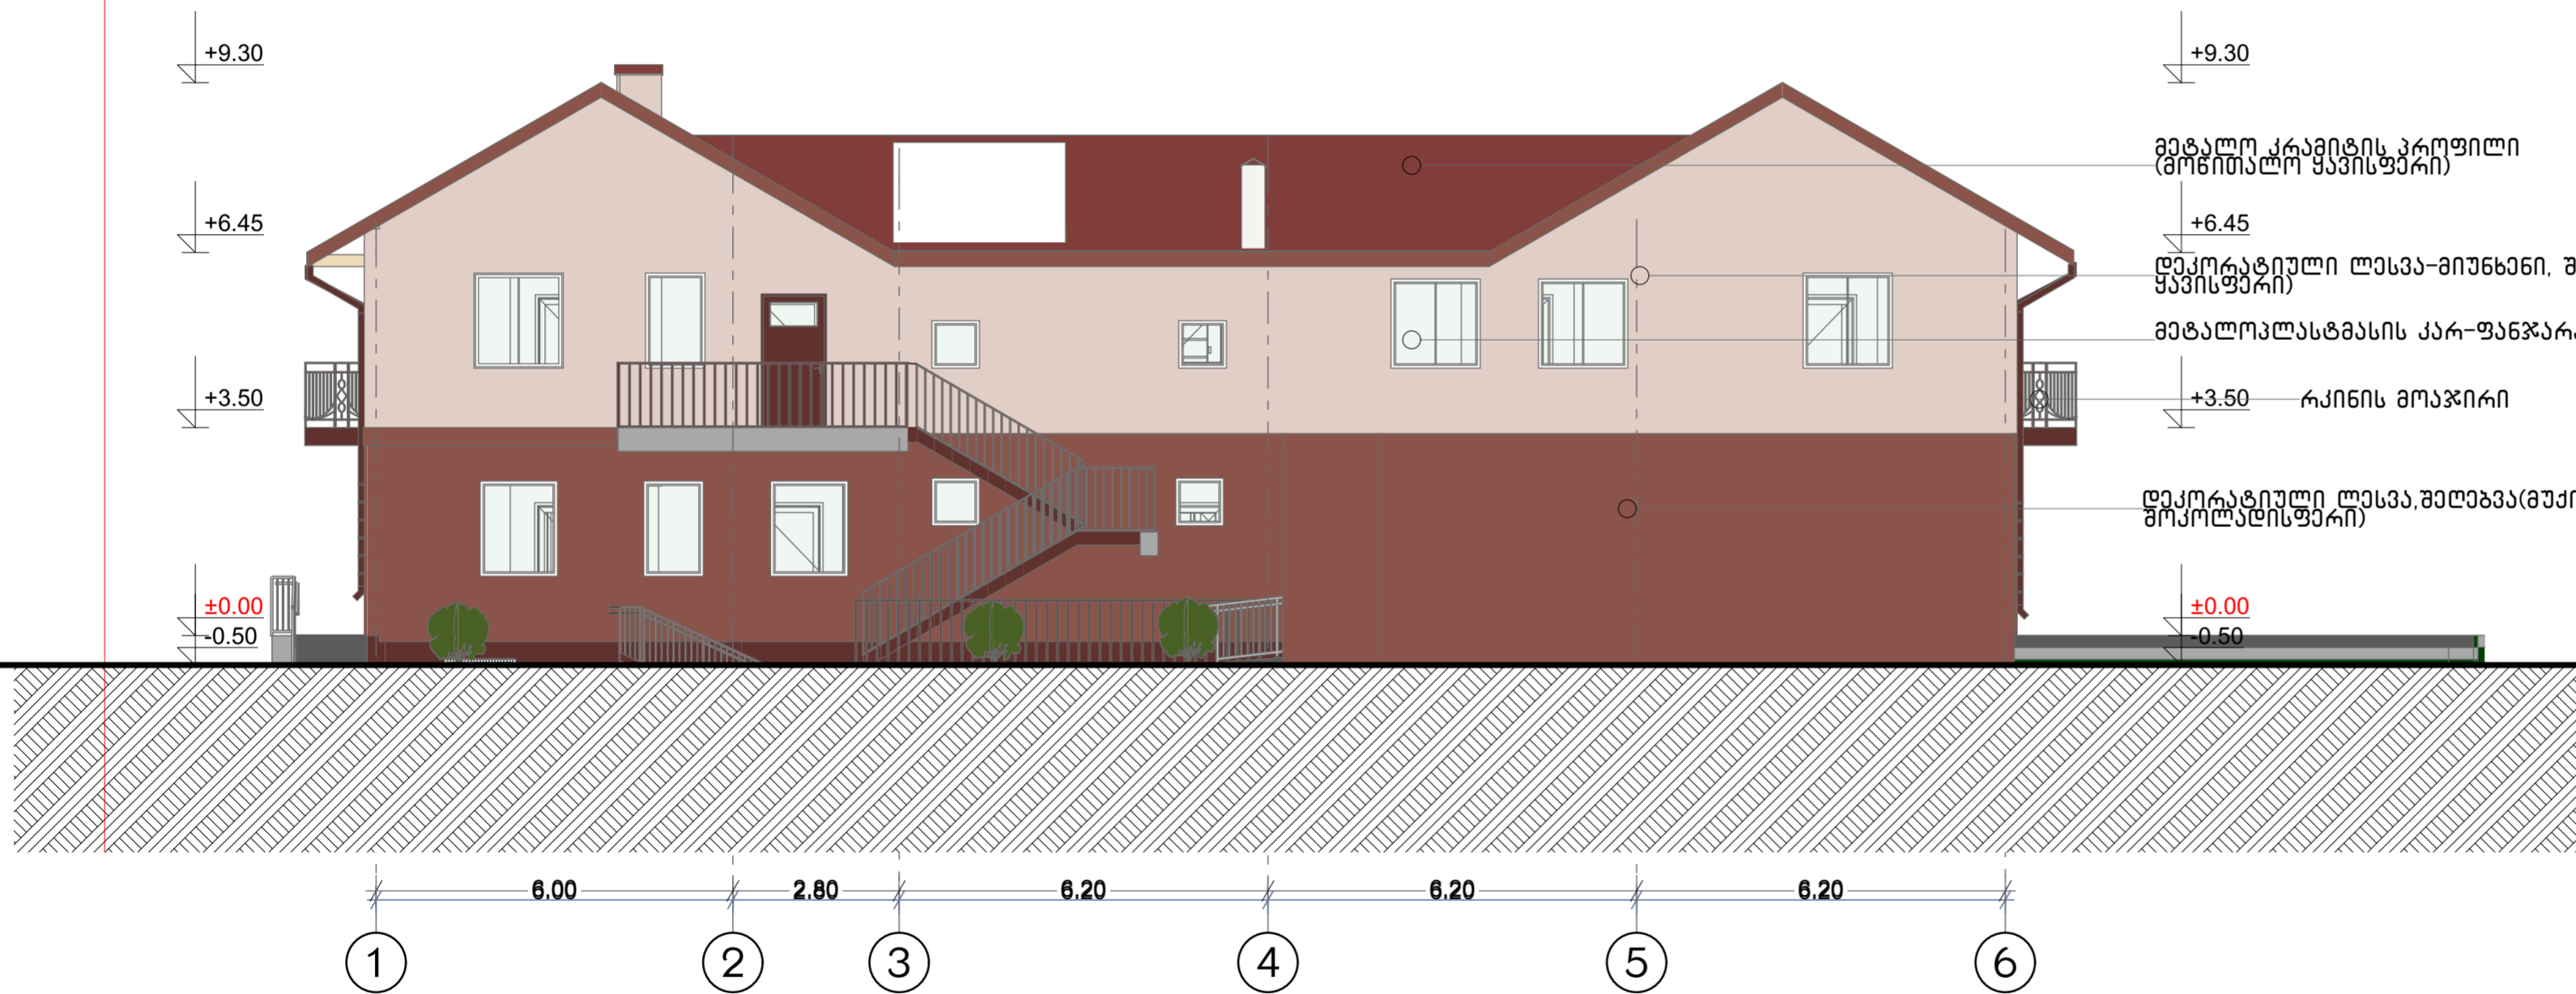 +9.30
+9.30
მეტალო კრამიტის პროფილი
(მოწითალო ყავისფერი)
+6.45
+6.45
დეკორატიული ლესვა-მიუნხენი,
ყავისფერი)
მეტალოპლასტმასის
+3.50
+3.50
რკინის მოაჯირი
დეკორატიული ლესვა,შეღებვა(მუქი
შოკოლადისფერი)
±0.00
±0.00
-0.50
-0.50
6.00 2.80 6.20 6.20 6.20
1 2 3 4 5 6